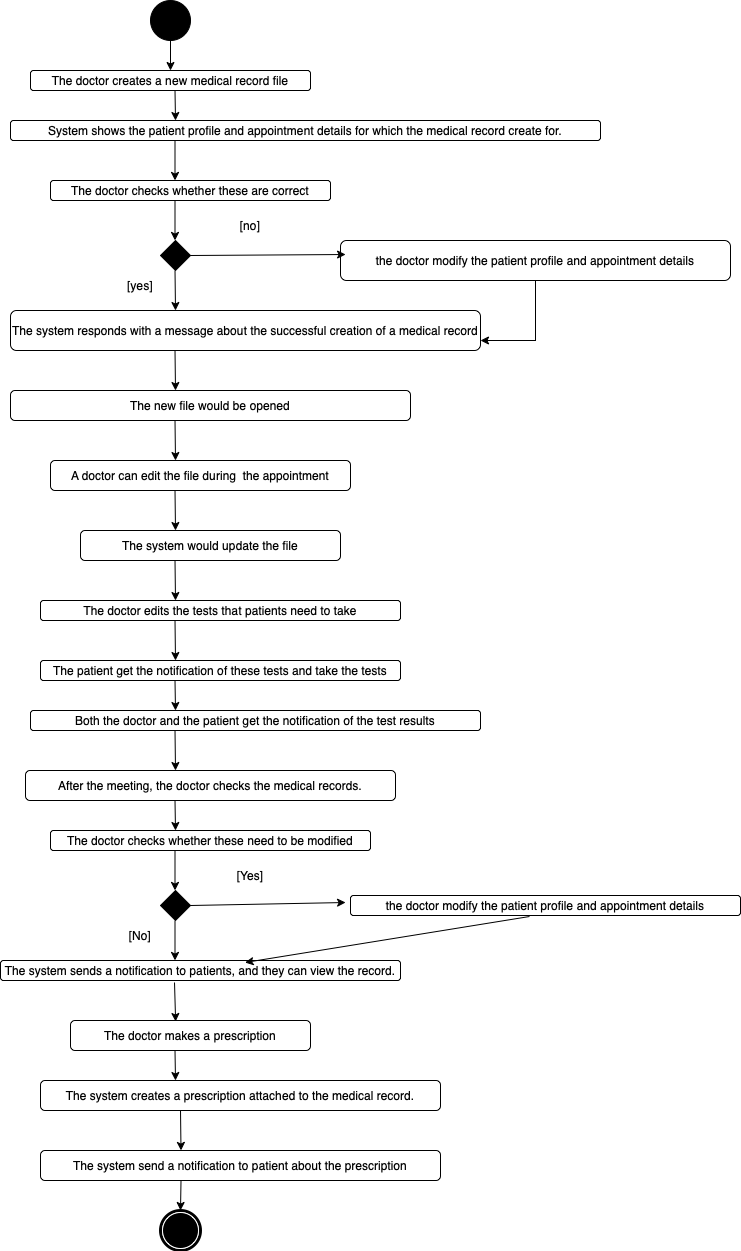 The doctor creates a new medical record file
System shows the patient profile and appointment details for which the medical record create for.
The doctor checks whether these are correct
[no]
the doctor modify the patient profile and appointment details
[yes]
The system responds with a message about the successful creation of a medical record
The new file would be opened
A doctor can edit the file during  the appointment
The system would update the file
The doctor edits the tests that patients need to take
The patient get the notification of these tests and take the tests
Both the doctor and the patient get the notification of the test results
After the meeting, the doctor checks the medical records.
The doctor checks whether these need to be modified
[Yes]
the doctor modify the patient profile and appointment details
[No]
The system sends a notification to patients, and they can view the record.
The doctor makes a prescription
The system creates a prescription attached to the medical record.
The system send a notification to patient about the prescription